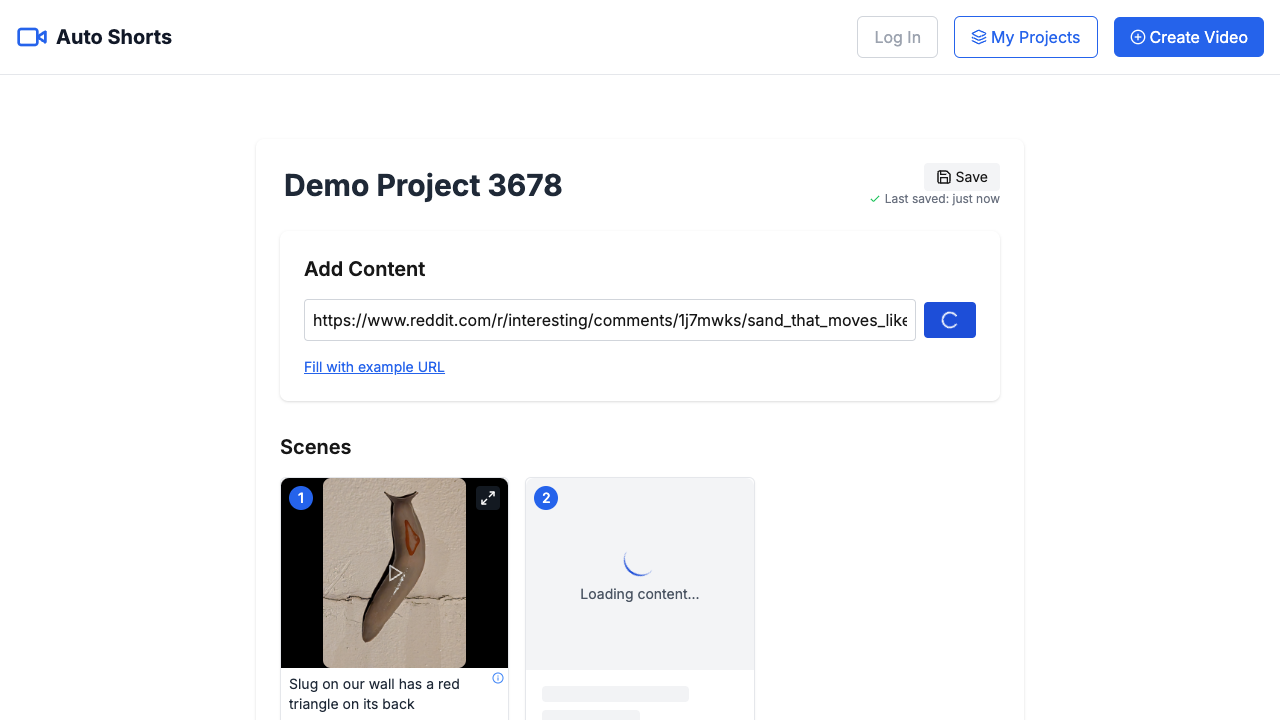 Auto Shorts
Log In
My Projects
Create Video
Demo Project 3678
Save
Last saved: just now
Add Content
https://www.reddit.com/r/interesting/comments/1j7mwks/sand_that_moves_like
Fill with example URL
Scenes
1
2
Loading content...
Slug on our wall has a red
triangle on its back